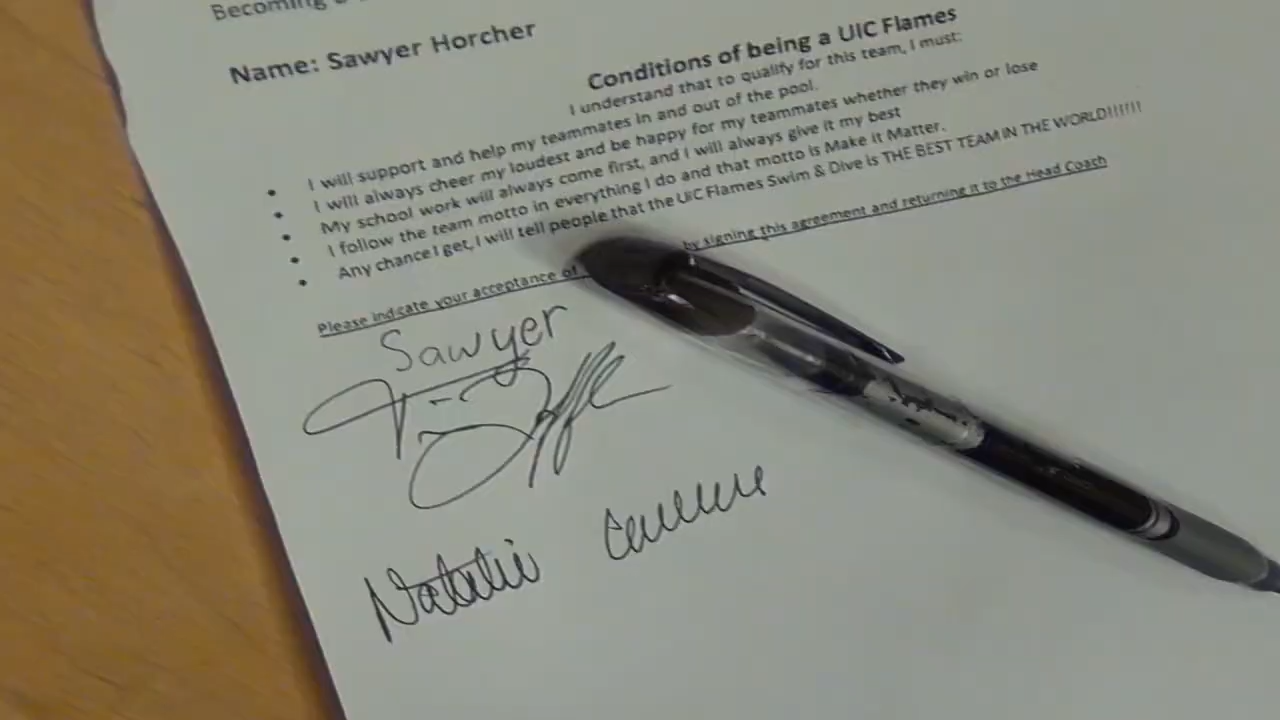 Becoming a
Name: Sawyer Horcher
Conditions of being a UIC Flames
I understand that to qualify for this team, I must:
• I will support and help my teammates in and out of the pool.
• I will always cheer my loudest and be happy for my teammates whether they win or lose
• My school work will always come first, and I will always give it my best
• I follow the team motto in everything I do and that motto is Make it Matter.
• Any chance I get, I will tell people that the UIC Flames Swim & Dive is THE BEST TEAM IN THE WORLD!!!!!!
Please indicate your acceptance of by signing this agreement and returning it to the Head Coach
Sawyer
Natalie